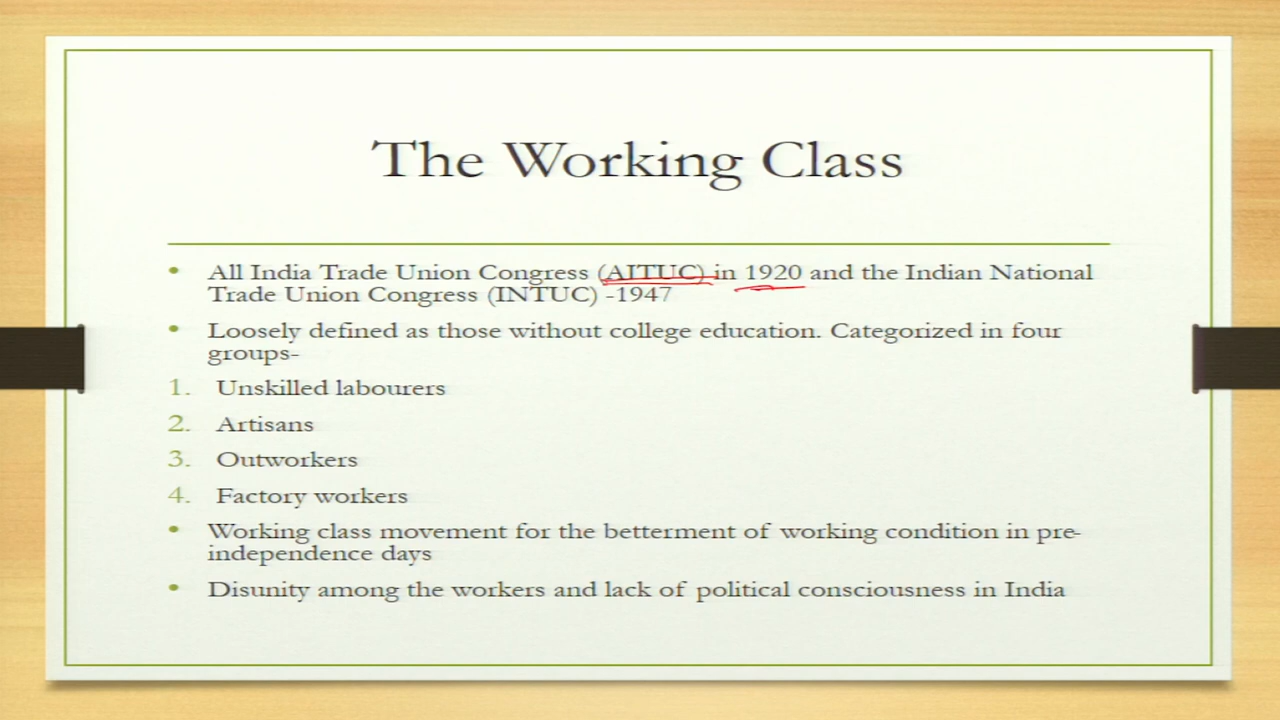 The Working Class
• All India Trade Union Congress (AITUC) in 1920 and the Indian National
Trade Union Congress (INTUC) -1947
• Loosely defined as those without college education. Categorized in four
groups-
1. Unskilled labourers
2. Artisans
3. Outworkers
4. Factory workers
• Working class movement for the betterment of working condition in pre-
independence days
• Disunity among the workers and lack of political consciousness in India